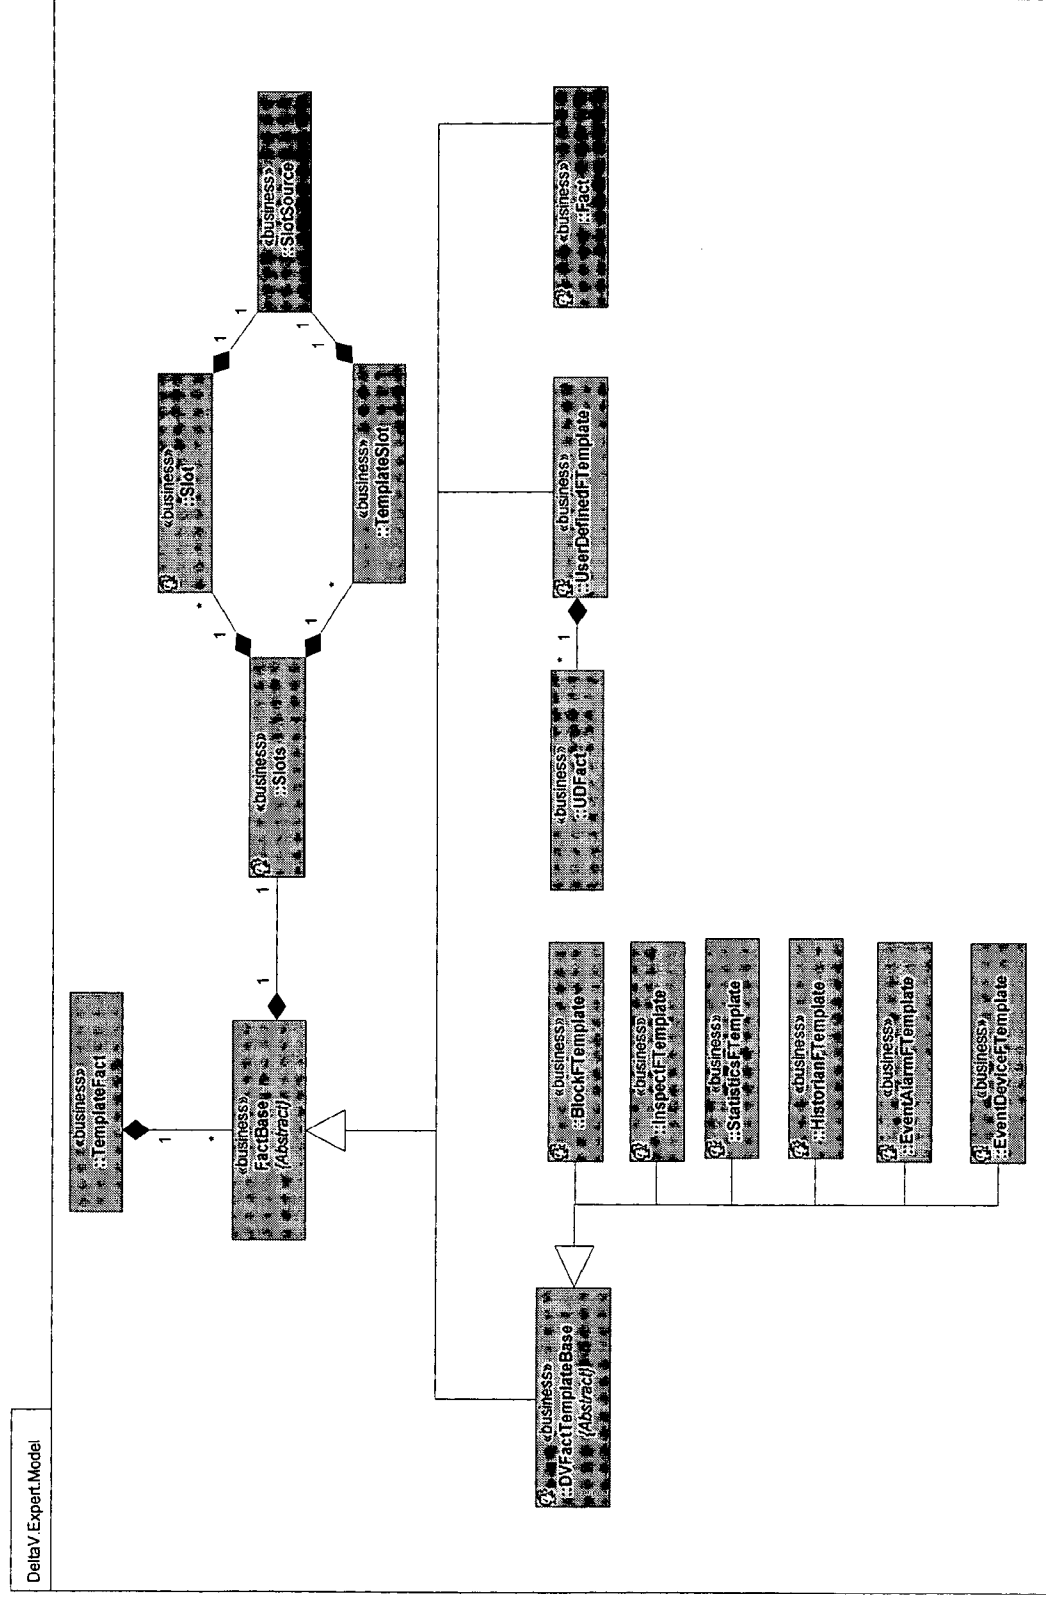 DeltaV.Expert.Model
«business»
::TemplateFact
1
*
«business»
FactBase
{Abstract}
1
1
«business»
::Slots
1
*
1
*
«business»
::Slot
«business»
::TemplateSlot
1
1
1
1
«business»
::SlotSource
«business»
::DVFactTemplateBase
{Abstract}
«business»
::BlockFTemplate
«business»
::InspectFTemplate
«business»
::StatisticsFTemplate
«business»
::HistorianFTemplate
«business»
::EventAlarmFTemplate
«business»
::EventDeviceFTemplate
«business»
::UDFact
*
1
«business»
::UserDefinedFTemplate
«business»
::Fact